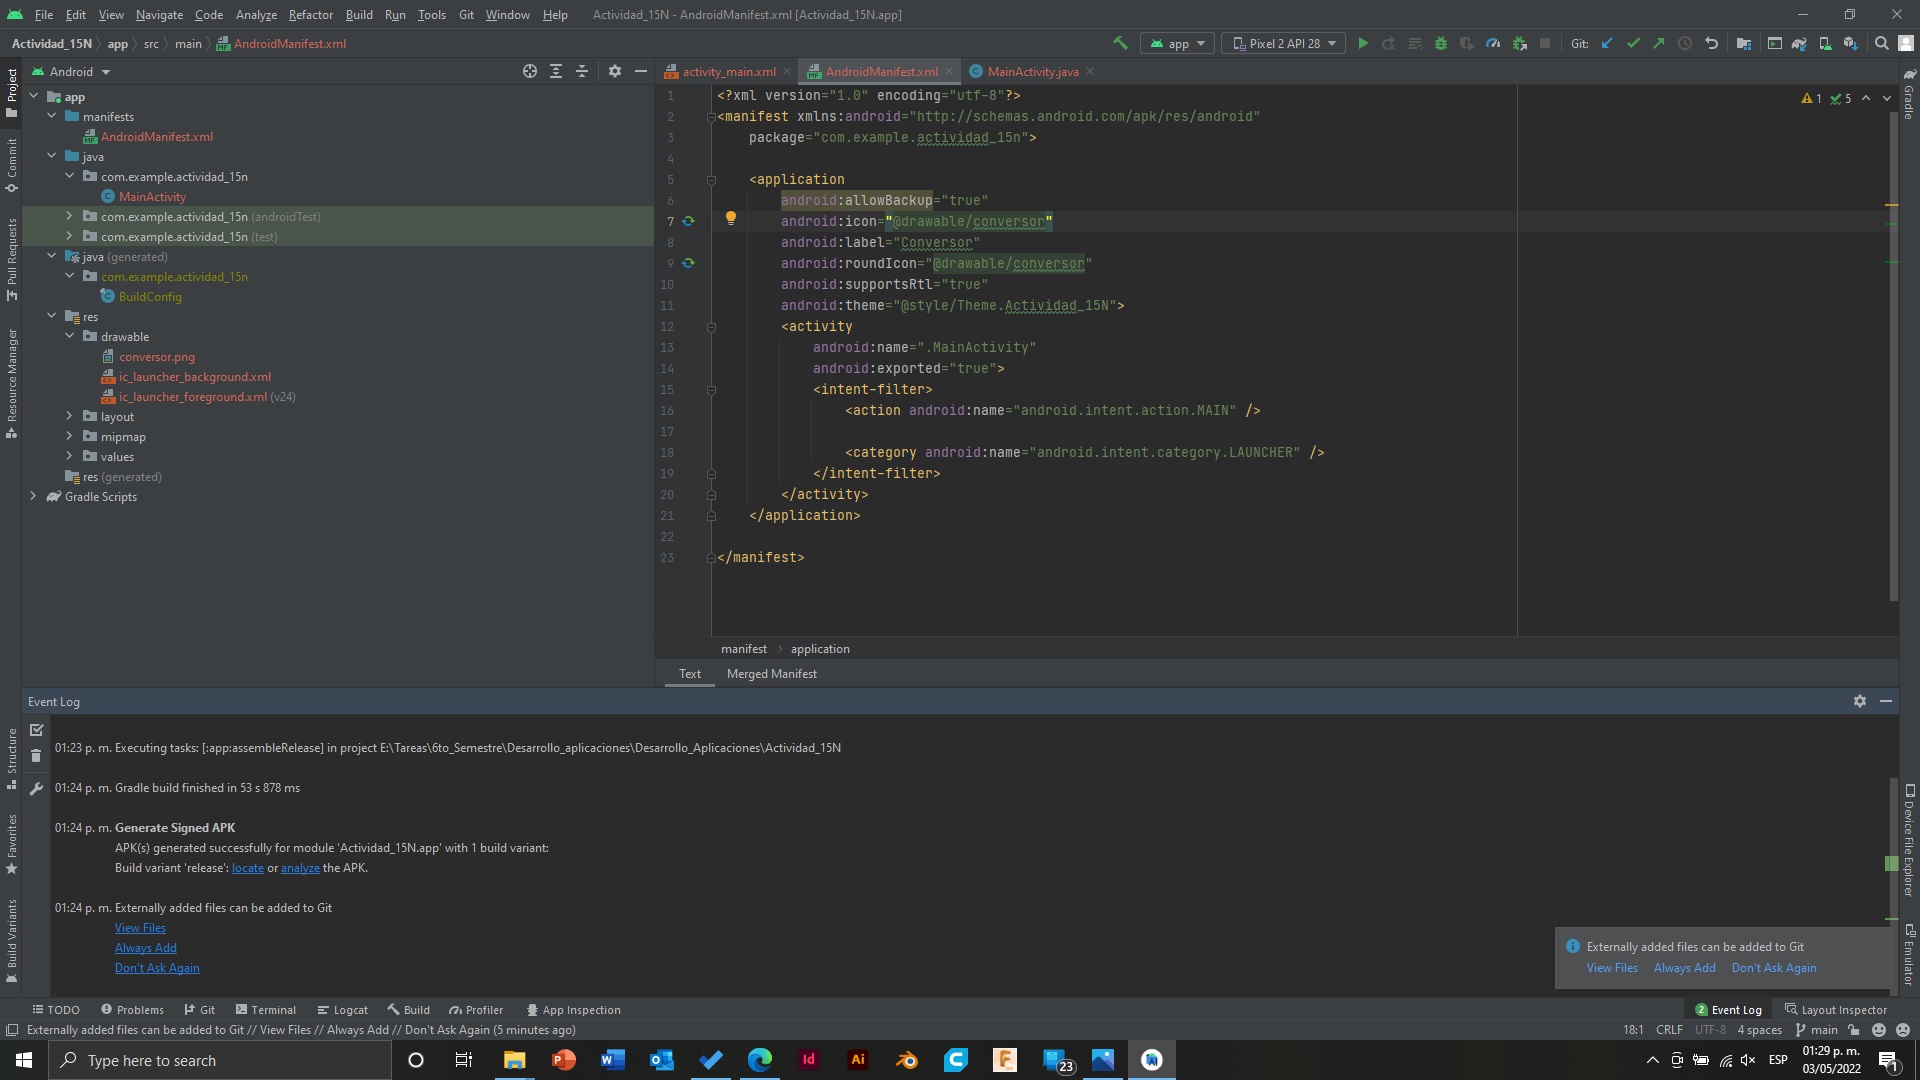 File Edit View Navigate Code Analyze Refactor Build Run Tools Git Window Help Actividad_15N - AndroidManifest.xml [Actividad_15N.app]
Actividad_15N app src main AndroidManifest.xml app Pixel 2 API 28 Git:
Project
Commit
Pull Requests
Resource Manager
Structure
Favorites
Build Variants
Android
app
manifests
AndroidManifest.xml
java
com.example.actividad_15n
MainActivity
com.example.actividad_15n (androidTest)
com.example.actividad_15n (test)
java (generated)
com.example.actividad_15n
BuildConfig
res
drawable
conversor.png
ic_launcher_background.xml
ic_launcher_foreground.xml (v24)
layout
mipmap
values
res (generated)
Gradle Scripts
activity_main.xml AndroidManifest.xml MainActivity.java
1 5
1 <?xml version="1.0" encoding="utf-8"?>
2 <manifest xmlns:android="http://schemas.android.com/apk/res/android"
3 package="com.example.actividad_15n">
4
5 <application
6 android:allowBackup="true"
7 android:icon="@drawable/conversor"
8 android:label="Conversor"
9 android:roundIcon="@drawable/conversor"
10 android:supportsRtl="true"
11 android:theme="@style/Theme.Actividad_15N">
12 <activity
13 android:name=".MainActivity"
14 android:exported="true">
15 <intent-filter>
16 <action android:name="android.intent.action.MAIN" />
17
18 <category android:name="android.intent.category.LAUNCHER" />
19 </intent-filter>
20 </activity>
21 </application>
22
23 </manifest>
manifest application
Text Merged Manifest
Gradle
Device File Explorer
Emulator
Event Log
01:23 p. m. Executing tasks: [:app:assembleRelease] in project E:\Tareas\6to_Semestre\Desarrollo_aplicaciones\Desarrollo_Aplicaciones\Actividad_15N
01:24 p. m. Gradle build finished in 53 s 878 ms
01:24 p. m. Generate Signed APK
APK(s) generated successfully for module 'Actividad_15N.app' with 1 build variant:
Build variant 'release': locate or analyze the APK.
01:24 p. m. Externally added files can be added to Git
View Files
Always Add
Don't Ask Again
Externally added files can be added to Git
View Files Always Add Don't Ask Again
TODO Problems Git Terminal Logcat Build Profiler App Inspection 2 Event Log Layout Inspector
Externally added files can be added to Git // View Files // Always Add // Don't Ask Again (5 minutes ago) 18:1 CRLF UTF-8 4 spaces main
Type here to search Id Ai 23 ESP 01:29 p. m.
03/05/2022 1